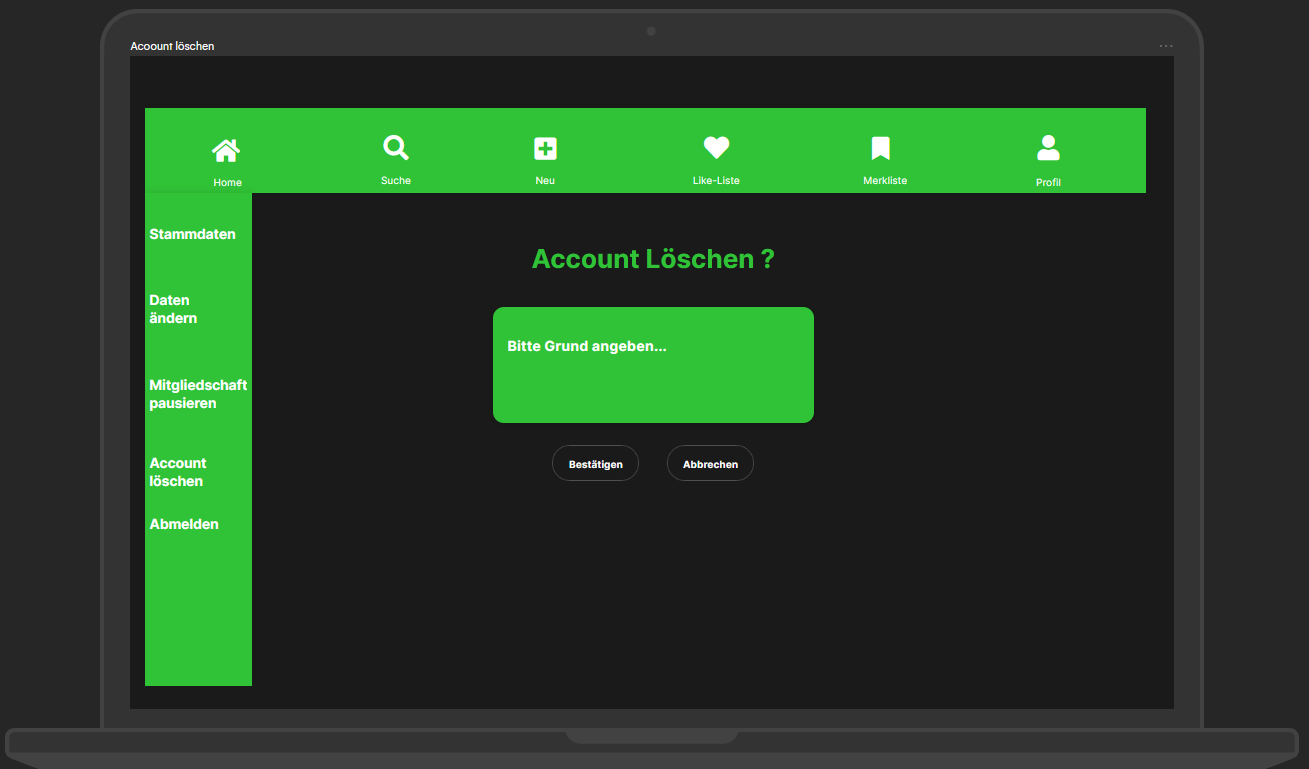 Acoount löschen
Home
Suche
Neu
Like-Liste
Merkliste
Profil
Stammdaten
Daten
ändern
Mitgliedschaft
pausieren
Account
löschen
Abmelden
Account Löschen ?
Bitte Grund angeben...
Bestätigen
Abbrechen